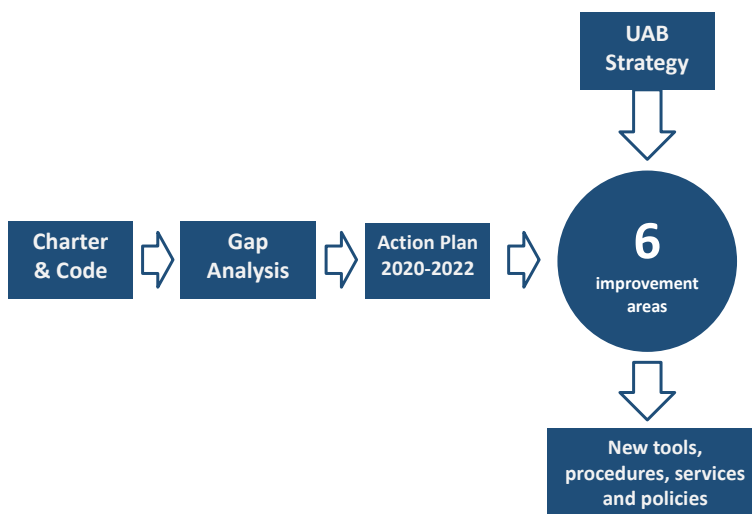 UAB
Strategy
Charter
& Code
Gap
Analysis
Action Plan
2020-2022
6
improvement
areas
New tools,
procedures, services
and policies